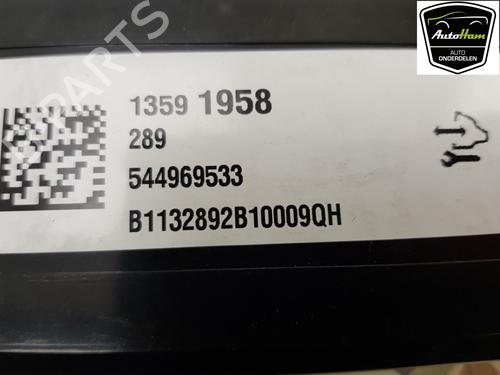 AutoHam
AUTO
ONDERDELEN
1359 1958
289
544969533
B1132892B10009QH
PARTS